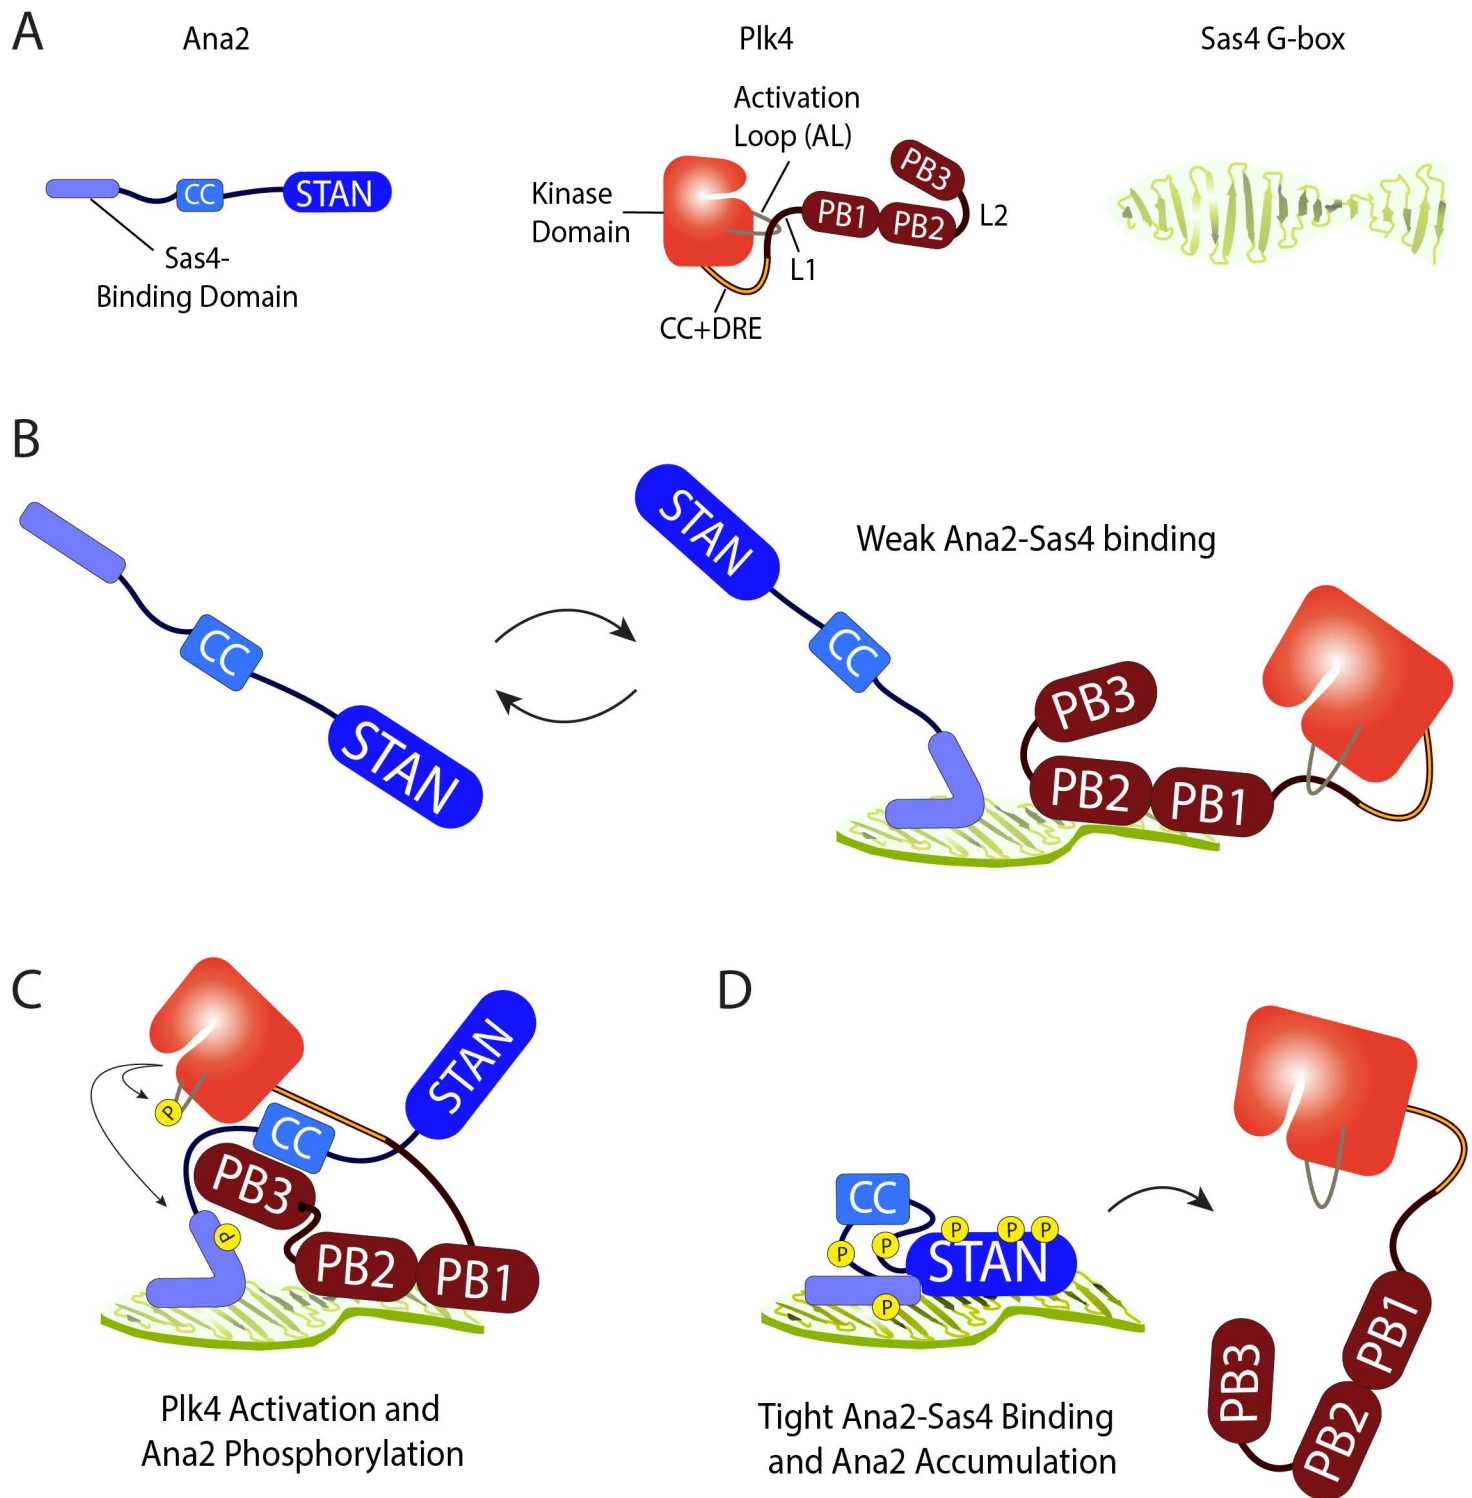 A
Ana2
Plk4
Sas4 G-box
Activation
Loop (AL)
Kinase
Domain
CC
STAN
PB1
PB2
PB3
L2
L1
Sas4-
Binding Domain
CC+DRE
B
Weak Ana2-Sas4 binding
CC
STAN
STAN
CC
PB3
PB2
PB1
C
P
CC
STAN
PB3
P
PB2
PB1
Plk4 Activation and
Ana2 Phosphorylation
D
CC
P
P
P
P
P
STAN
P
PB1
PB2
PB3
Tight Ana2-Sas4 Binding
and Ana2 Accumulation